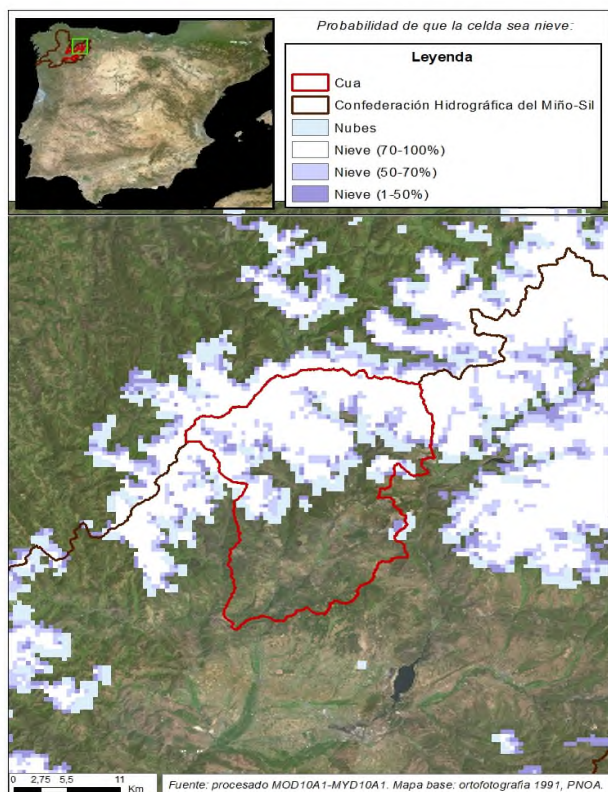 Probabilidad de que la celda sea nieve:
Leyenda
Cua
Confederación Hidrográfica del Miño-Sil
Nubes
Nieve (70-100%)
Nieve (50-70%)
Nieve (1-50%)
0 2,75 5,5 11
Km
Fuente: procesado MOD10A1-MYD10A1. Mapa base: ortofotografía 1991, PNOA.